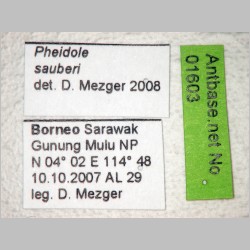 Pheidole
sauberi
det. D. Mezger 2008
Borneo Sarawak
Gunung Mulu NP
N 04° 02 E 114° 48
10.10.2007 AL 29
leg. D. Mezger
Antbase.net No
01603